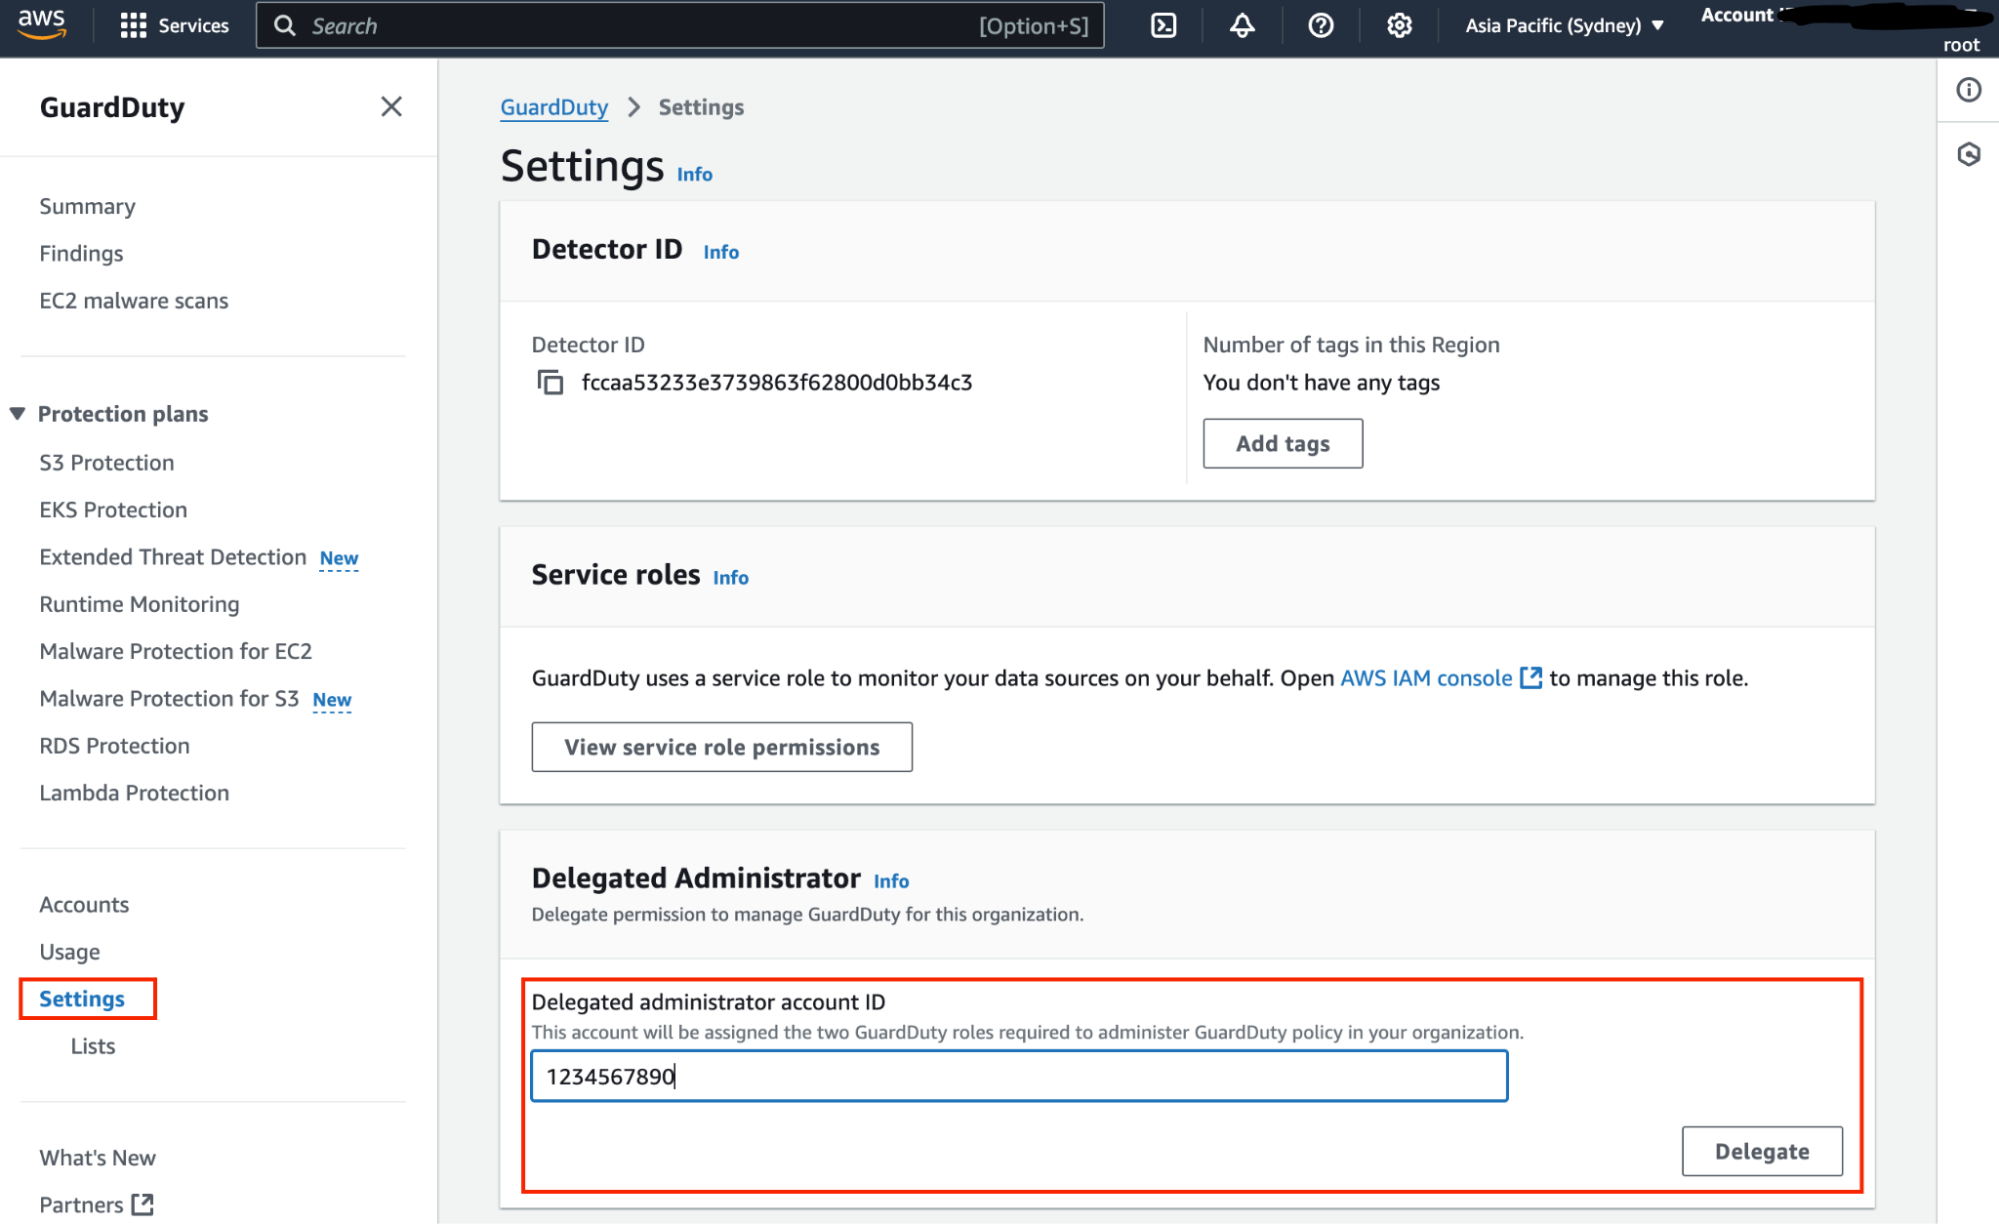 aws
Services
Search
[Option+S]
Asia Pacific (Sydney)
Account
root
GuardDuty
Summary
Findings
EC2 malware scans
Protection plans
S3 Protection
EKS Protection
Extended Threat Detection New
Runtime Monitoring
Malware Protection for EC2
Malware Protection for S3 New
RDS Protection
Lambda Protection
Accounts
Usage
Settings
Lists
What's New
Partners
GuardDuty > Settings
Settings Info
Detector ID Info
Detector ID
fccaa53233e3739863f62800d0bb34c3
Number of tags in this Region
You don't have any tags
Add tags
Service roles Info
GuardDuty uses a service role to monitor your data sources on your behalf. Open AWS IAM console to manage this role.
View service role permissions
Delegated Administrator Info
Delegate permission to manage GuardDuty for this organization.
Delegated administrator account ID
This account will be assigned the two GuardDuty roles required to administer GuardDuty policy in your organization.
1234567890
Delegate